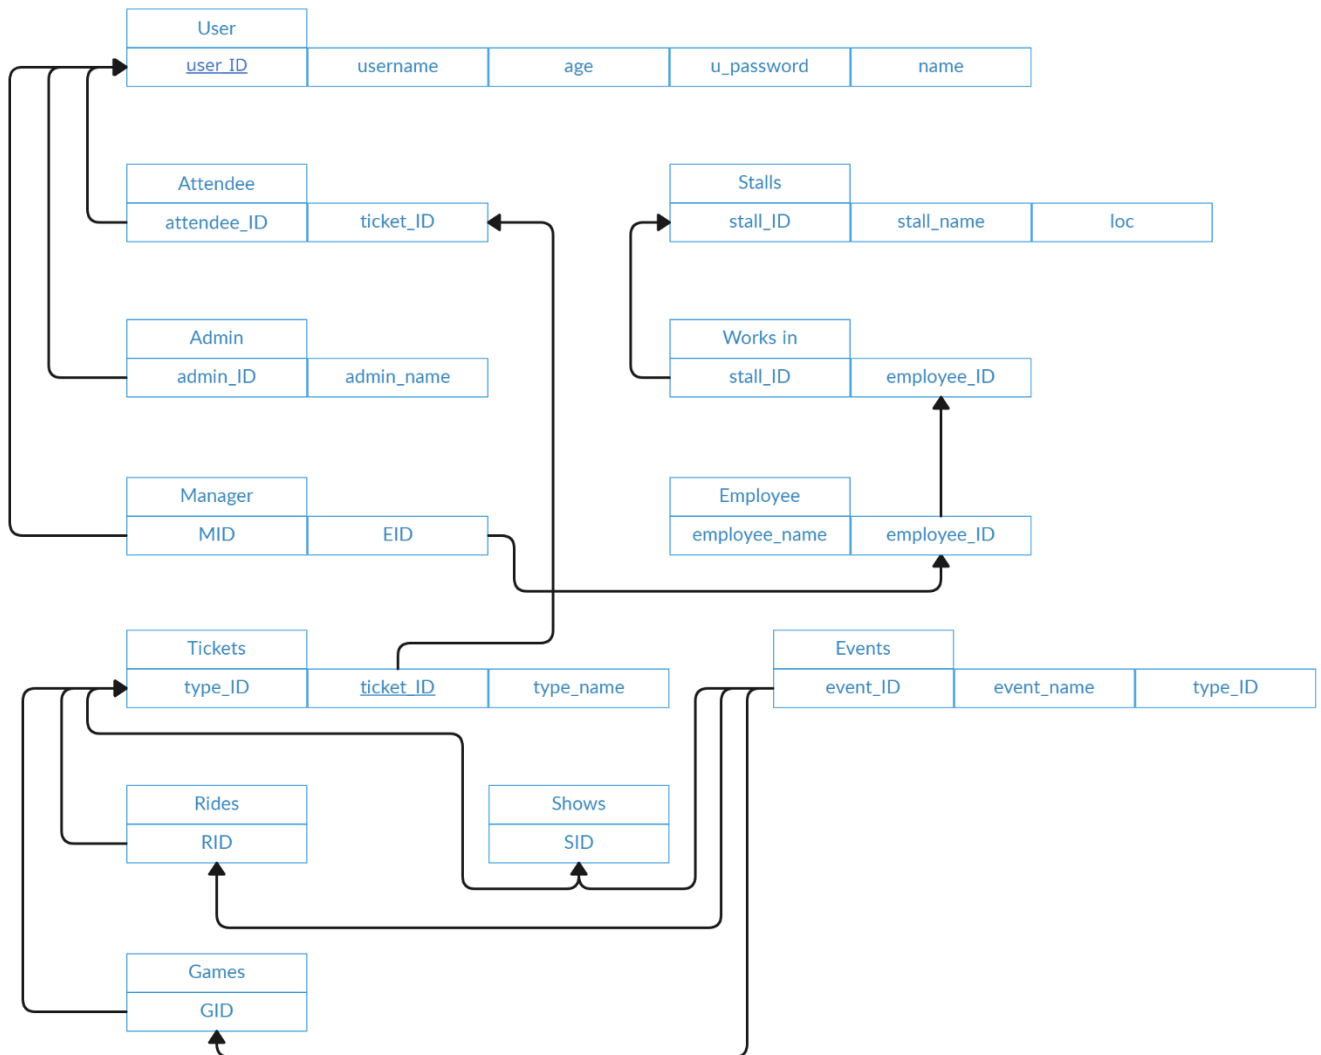 User
user_ID username age u_password name
Attendee
attendee_ID ticket_ID
Stalls
stall_ID stall_name loc
Admin
admin_ID admin_name
Works in
stall_ID employee_ID
Manager
MID EID
Employee
employee_name employee_ID
Tickets
type_ID ticket_ID type_name
Events
event_ID event_name type_ID
Rides
RID
Shows
SID
Games
GID